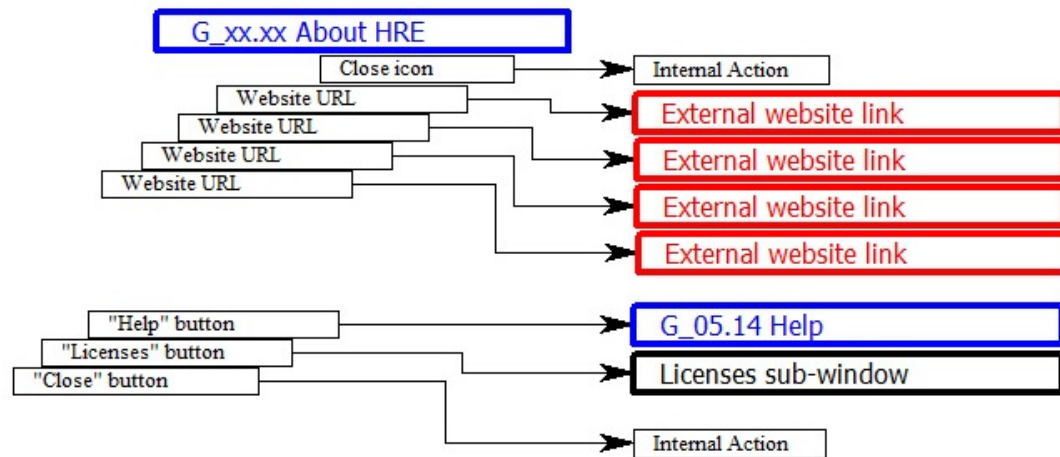 G_xx.xx About HRE
Close icon
Internal Action
Website URL
External website link
Website URL
External website link
Website URL
External website link
Website URL
External website link
"Help" button
G_05.14 Help
"Licenses" button
Licenses sub-window
"Close" button
Internal Action